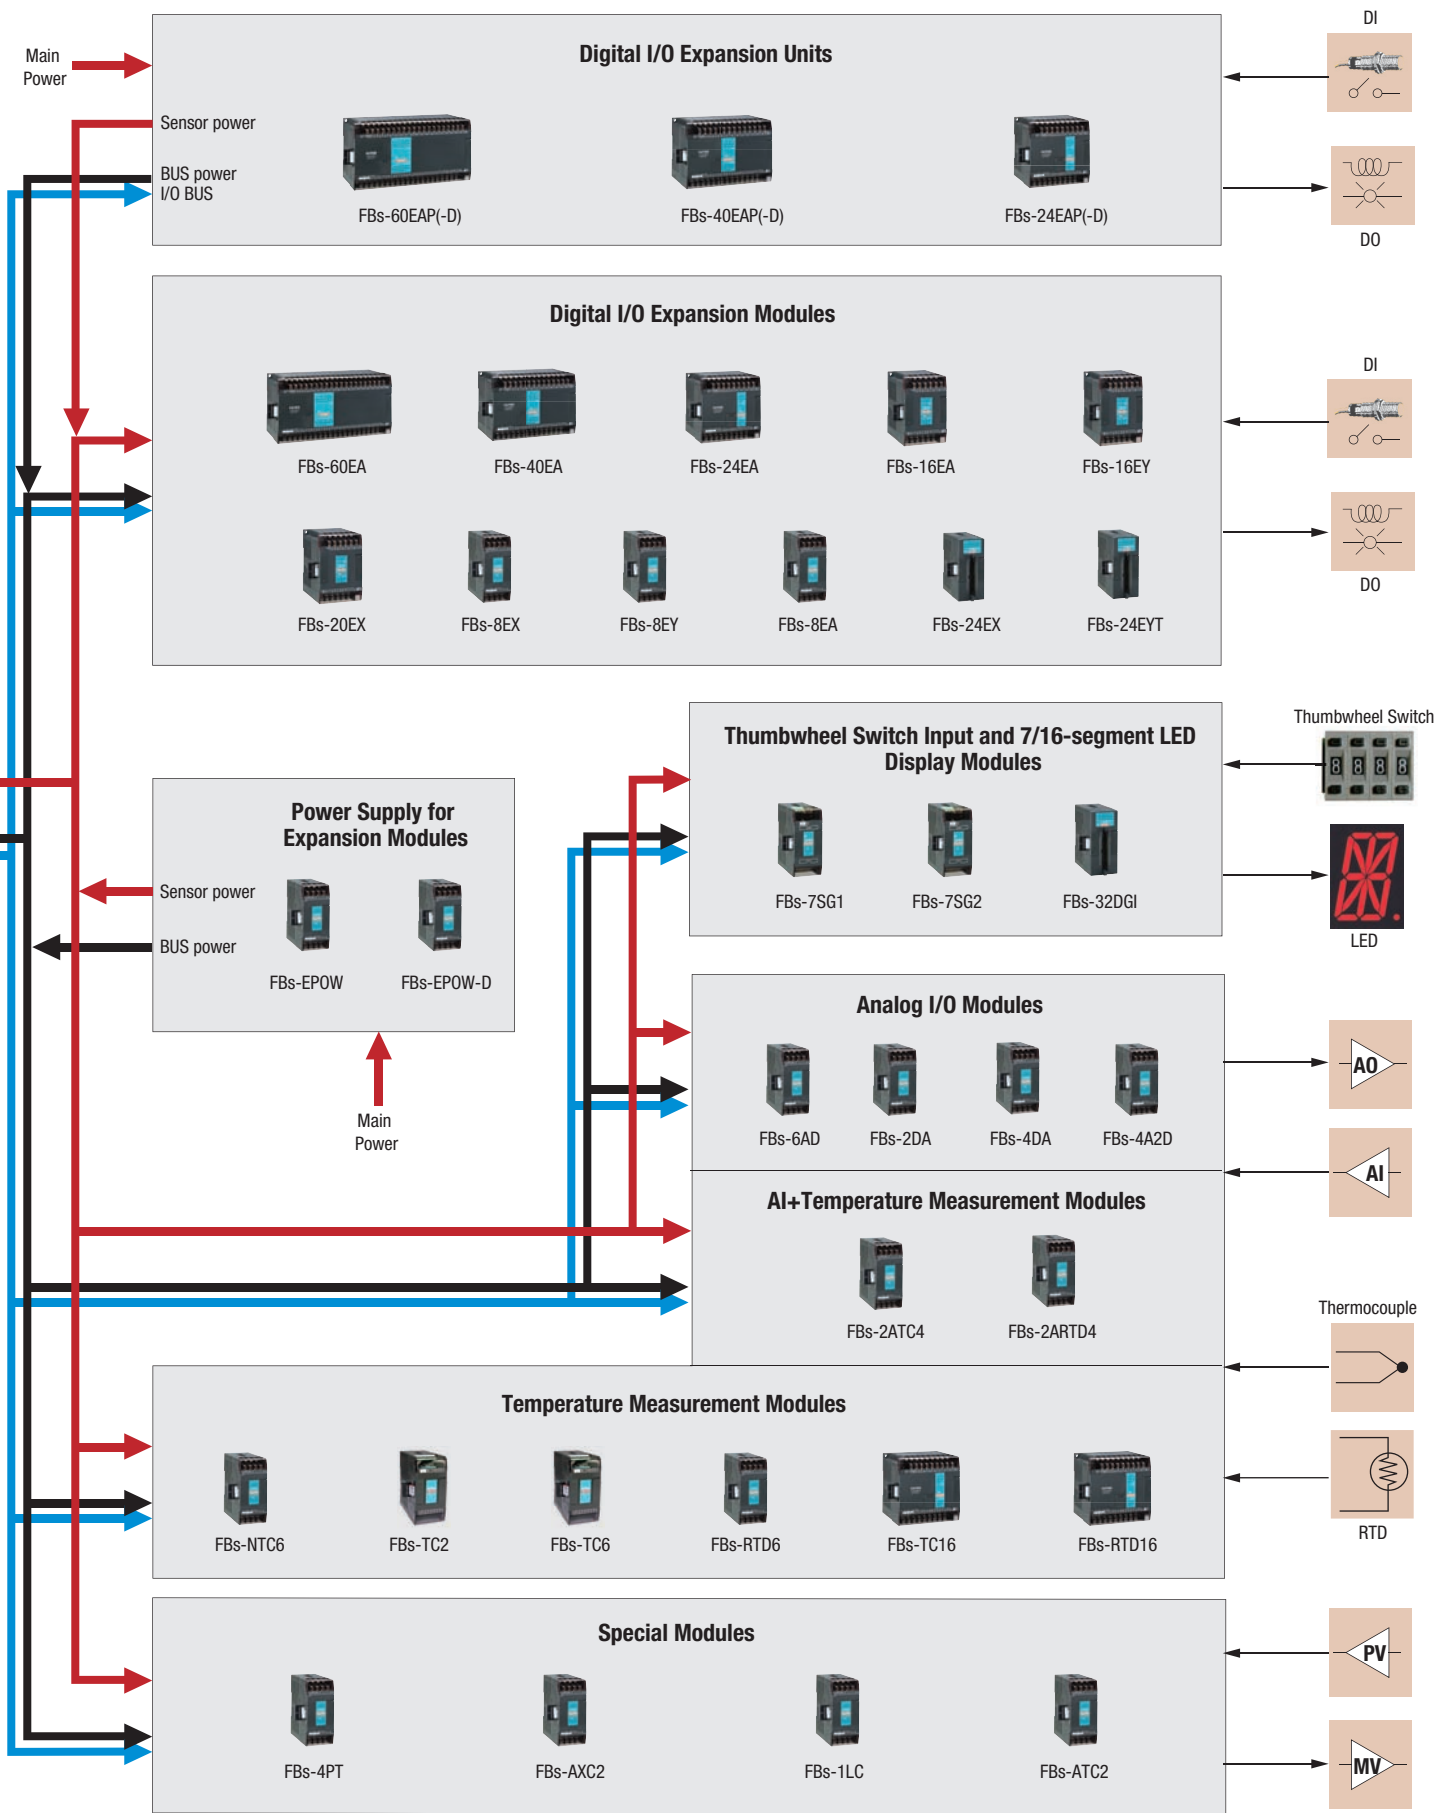 Digital I/O Expansion Units
Main
Power
Sensor power
BUS power
I/O BUS
FBs-60EAP(-D)
FBs-40EAP(-D)
FBs-24EAP(-D)
DI
DO
Digital I/O Expansion Modules
FBs-60EA
FBs-40EA
FBs-24EA
FBs-16EA
FBs-16EY
FBs-20EX
FBs-8EX
FBs-8EY
FBs-8EA
FBs-24EX
FBs-24EYT
DI
DO
Thumbwheel Switch Input and 7/16-segment LED
Display Modules
FBs-7SG1
FBs-7SG2
FBs-32DGI
Thumbwheel Switch
8 8 8 8
LED
Power Supply for
Expansion Modules
Sensor power
BUS power
FBs-EPOW
FBs-EPOW-D
Main
Power
Analog I/O Modules
FBs-6AD
FBs-2DA
FBs-4DA
FBs-4A2D
AO
AI
AI+Temperature Measurement Modules
FBs-2ATC4
FBs-2ARTD4
Thermocouple
Temperature Measurement Modules
FBs-NTC6
FBs-TC2
FBs-TC6
FBs-RTD6
FBs-TC16
FBs-RTD16
RTD
Special Modules
FBs-4PT
FBs-AXC2
FBs-1LC
FBs-ATC2
PV
MV